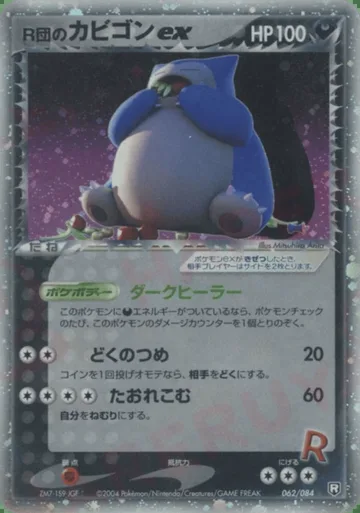 R団のカビゴンex HP100
Illus. Mitsuhiro Arita
たね
ポケモンexがきぜつしたとき、
相手プレイヤーはサイドを2枚とります。
ポケボディー ダークヒーラー
このポケモンにエネルギーがついているなら、ポケモンチェック
のたび、このポケモンのダメージカウンターを1個とりのぞく。
どくのつめ 20
コインを1回投げオモテなら、相手をどくにする。
たおれこむ 60
自分をねむりにする。
R
弱点 抵抗力 にげる
©2004 Pokémon/Nintendo/Creatures/GAME FREAK 062/084 R